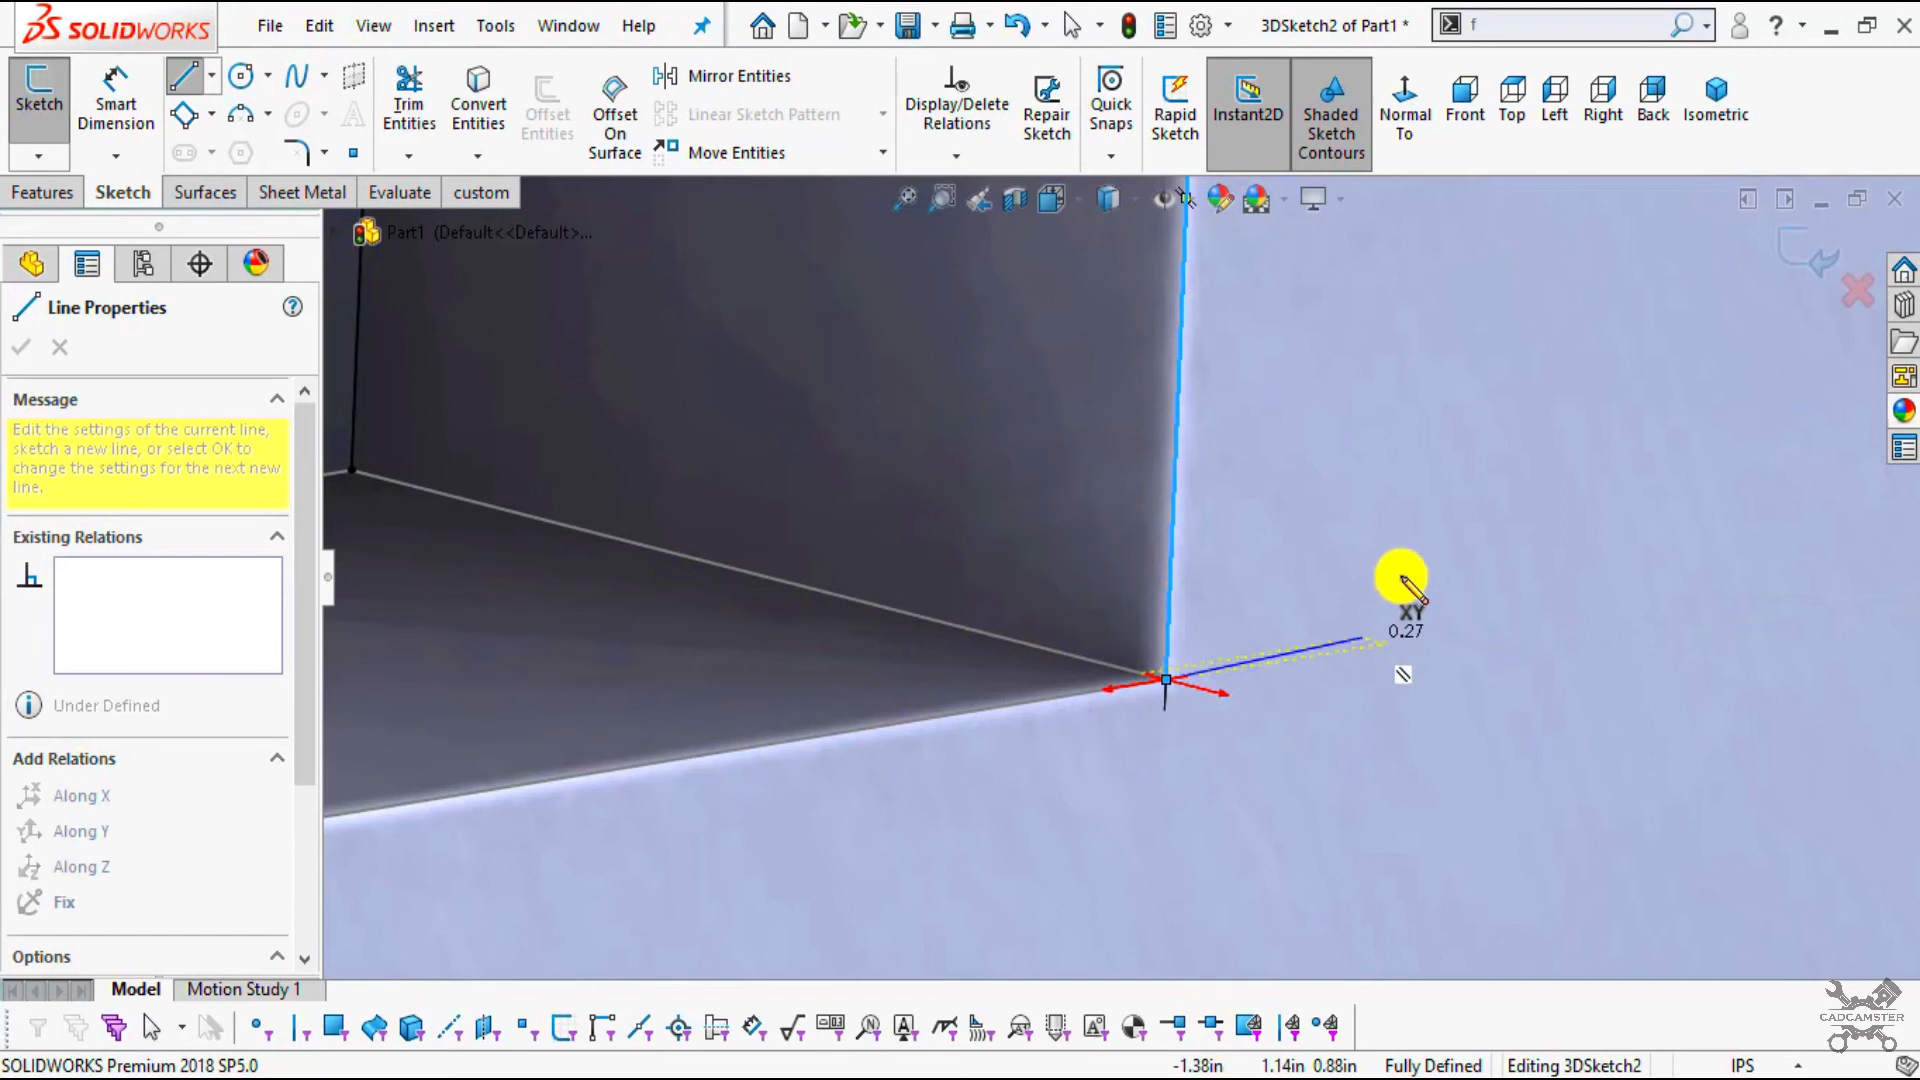 SOLIDWORKS
File Edit View Insert Tools Window Help
3DSketch2 of Part1 *
f
?
Sketch
Smart
Dimension
Trim
Entities
Convert
Entities
Offset
Entities
Offset
On
Surface
Mirror Entities
Linear Sketch Pattern
Move Entities
Display/Delete
Relations
Repair
Sketch
Quick
Snaps
Rapid
Sketch
Instant2D
Shaded
Sketch
Contours
Normal
To
Front
Top
Left
Right
Back
Isometric
Features Sketch Surfaces Sheet Metal Evaluate custom
Part1 (Default<<Default>...
Line Properties
Message
Edit the settings of the current line,
sketch a new line, or select OK to
change the settings for the next new
line.
Existing Relations
Under Defined
Add Relations
Along X
Along Y
Along Z
Fix
Options
XY
0.27
Model Motion Study 1
CADCAMSTER
SOLIDWORKS Premium 2018 SP5.0
-1.38in 1.14in 0.88in Fully Defined Editing 3DSketch2 IPS